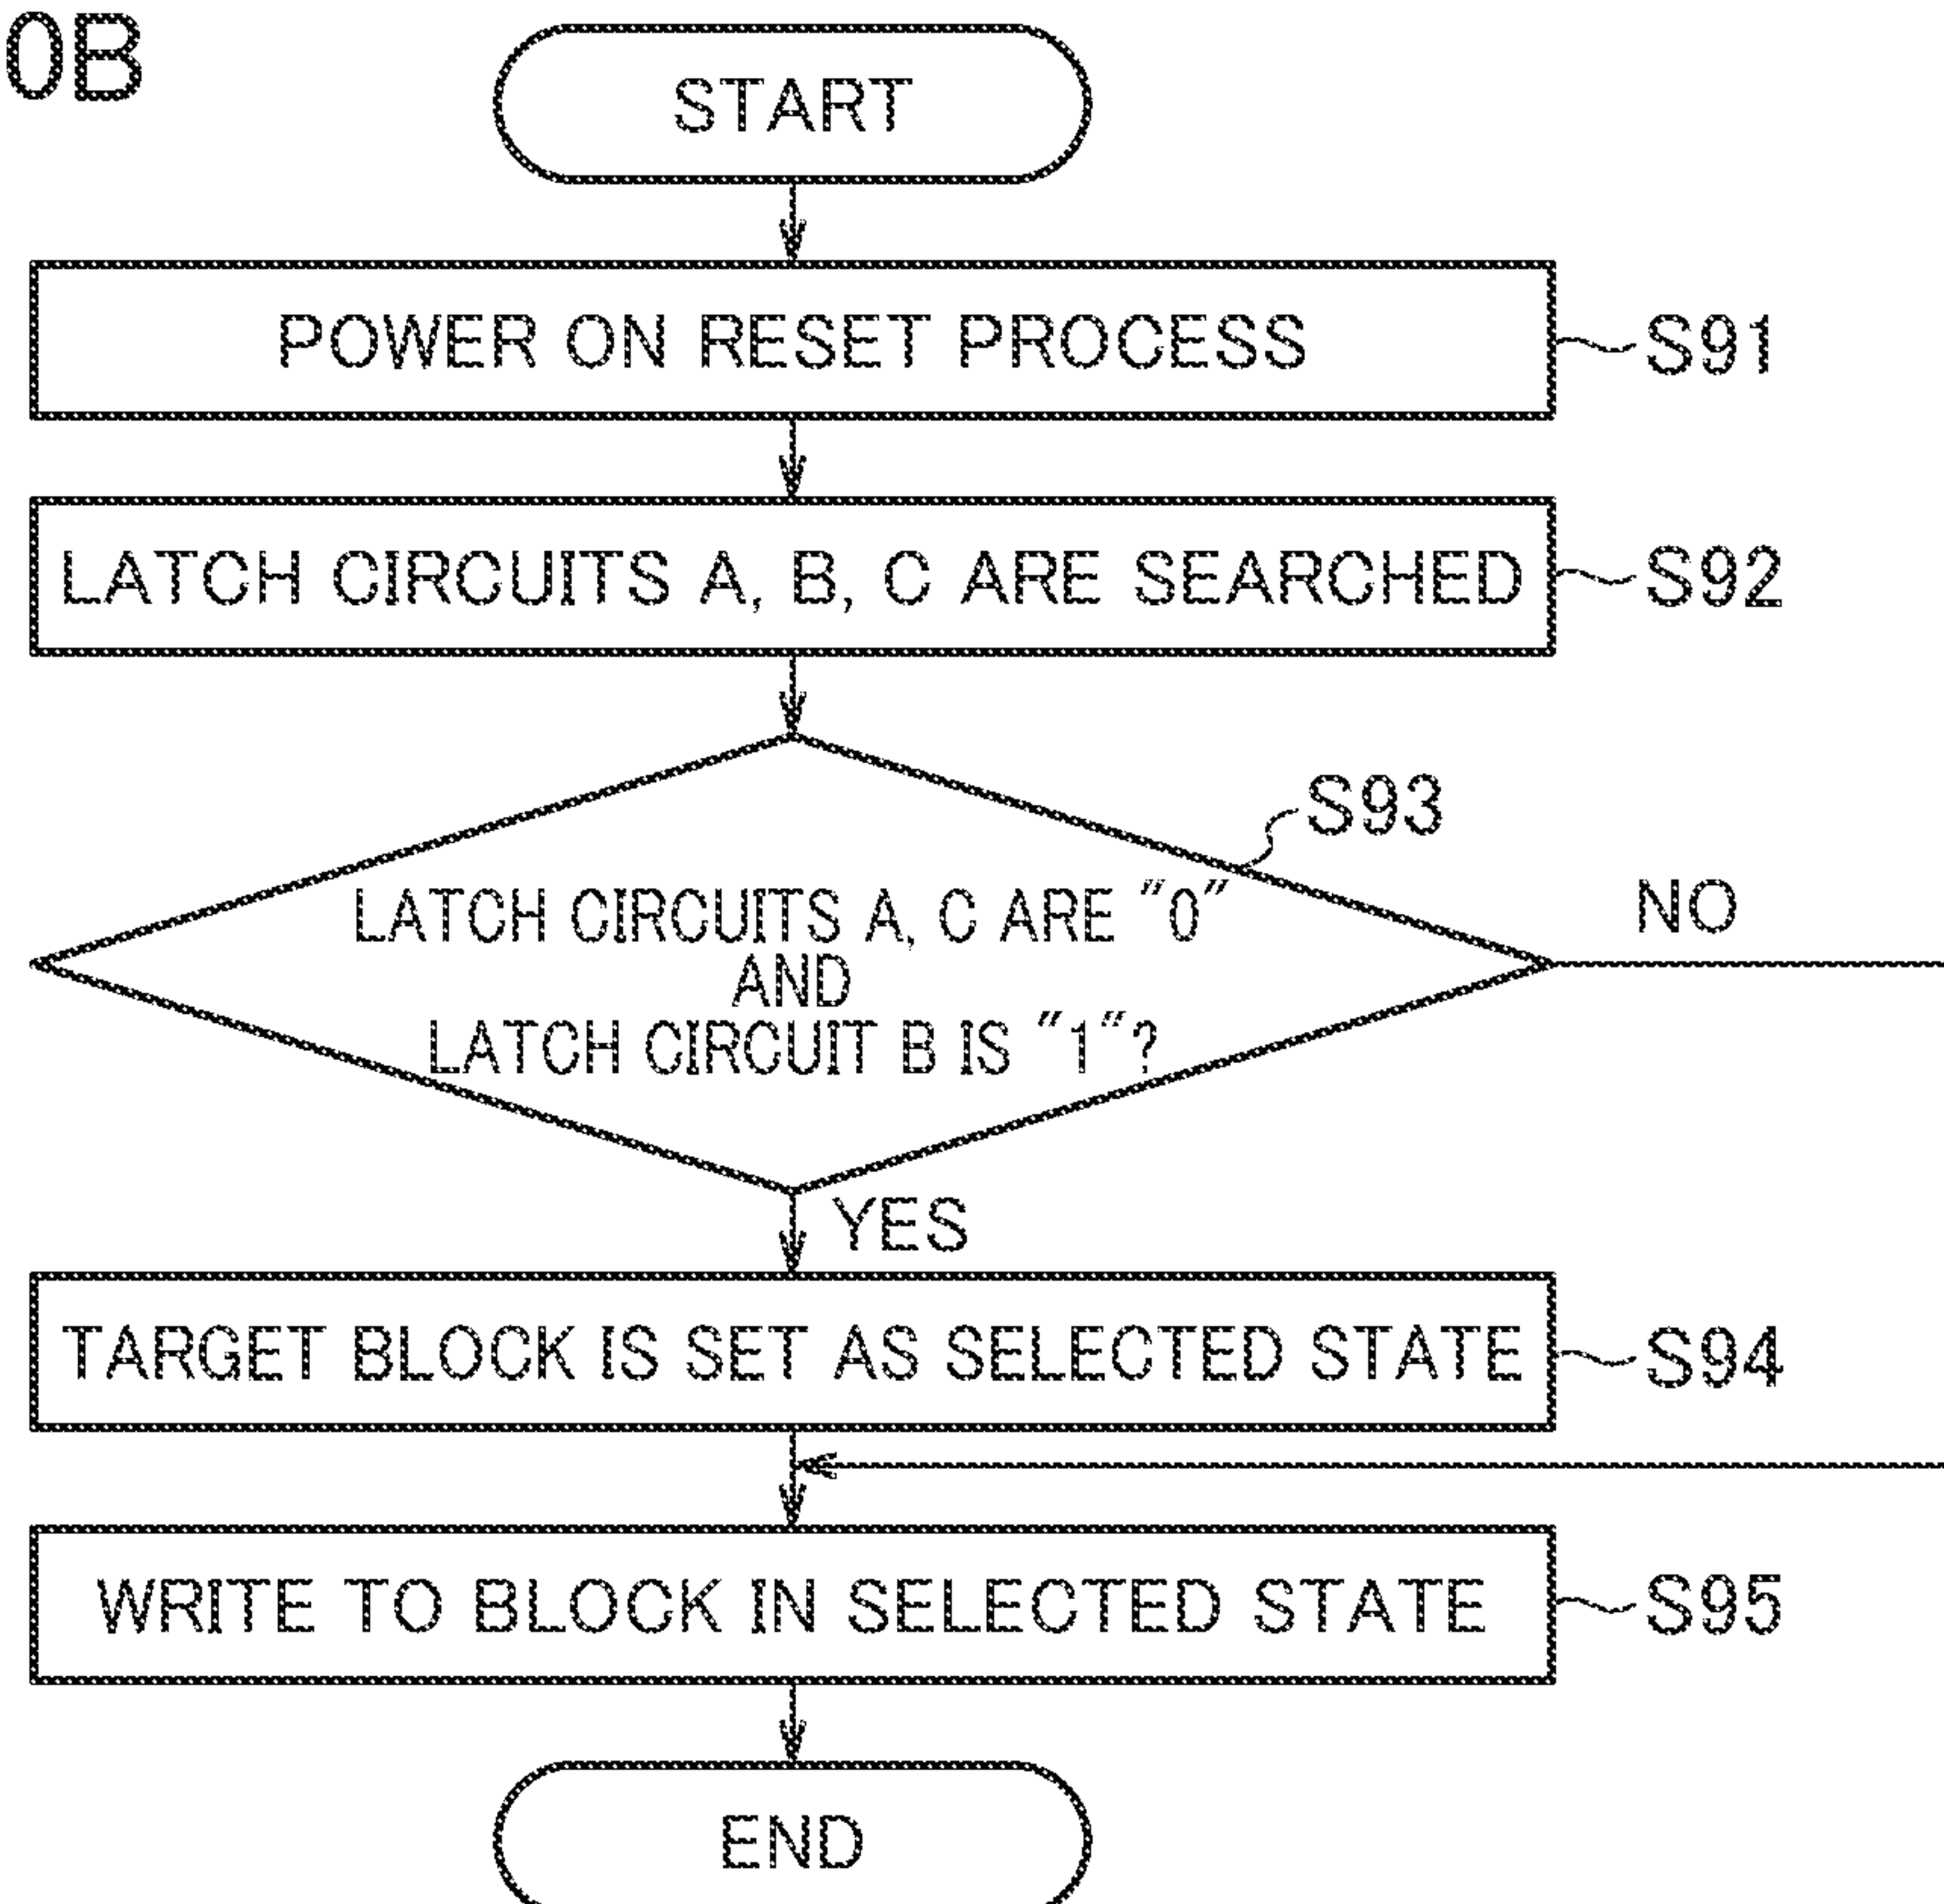 0B
START
POWER ON RESET PROCESS
S91
LATCH CIRCUITS A, B, C ARE SEARCHED
S92
S93
LATCH CIRCUITS A, C ARE "0"
AND
LATCH CIRCUIT B IS "1"?
NO
YES
TARGET BLOCK IS SET AS SELECTED STATE
S94
WRITE TO BLOCK IN SELECTED STATE
S95
END